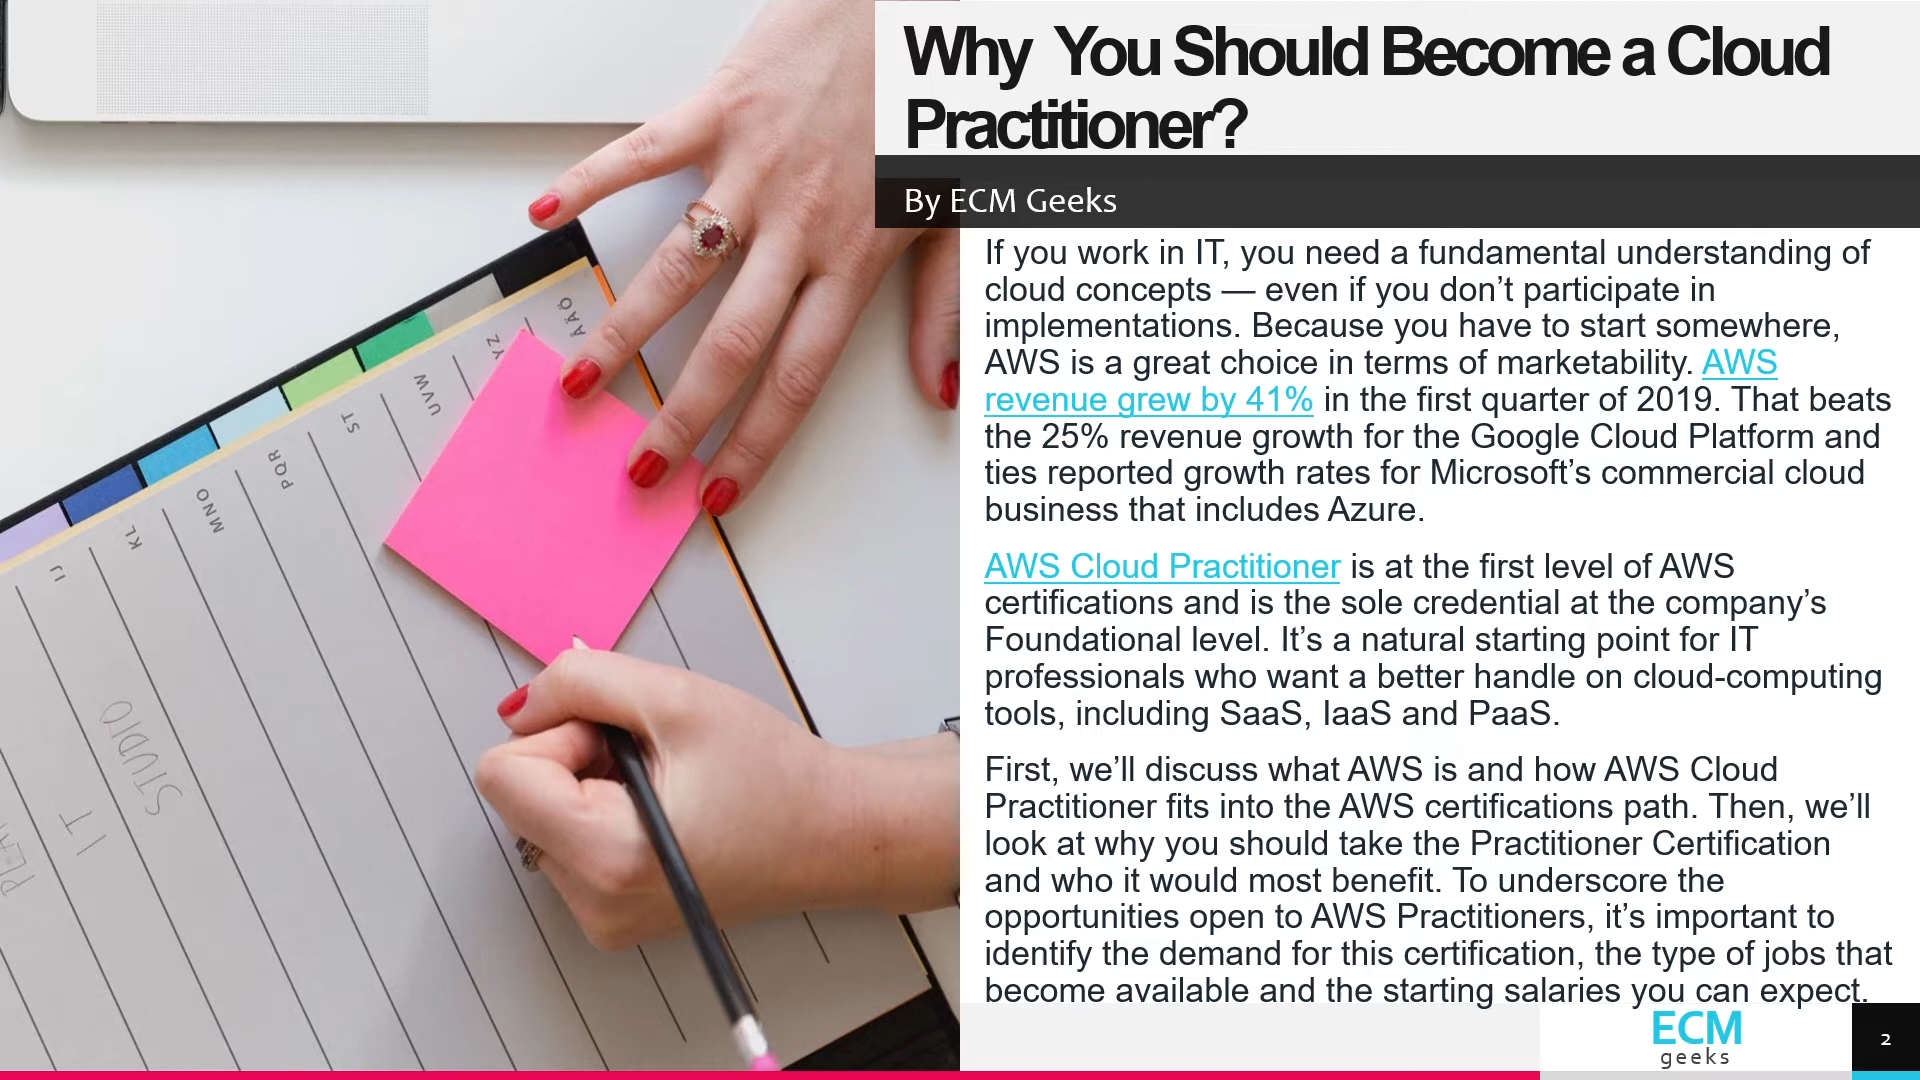 Why You Should Become a Cloud
Practitioner?
By ECM Geeks
If you work in IT, you need a fundamental understanding of
cloud concepts — even if you don’t participate in
implementations. Because you have to start somewhere,
AWS is a great choice in terms of marketability. AWS
revenue grew by 41% in the first quarter of 2019. That beats
the 25% revenue growth for the Google Cloud Platform and
ties reported growth rates for Microsoft’s commercial cloud
business that includes Azure.
AWS Cloud Practitioner is at the first level of AWS
certifications and is the sole credential at the company’s
Foundational level. It’s a natural starting point for IT
professionals who want a better handle on cloud-computing
tools, including SaaS, IaaS and PaaS.
First, we’ll discuss what AWS is and how AWS Cloud
Practitioner fits into the AWS certifications path. Then, we’ll
look at why you should take the Practitioner Certification
and who it would most benefit. To underscore the
opportunities open to AWS Practitioners, it’s important to
identify the demand for this certification, the type of jobs that
become available and the starting salaries you can expect.
ECM
geeks
2
IJ
KL
MNO
PQR
ST
UVW
YZ
ÅÄÖ
STUDIO
IT